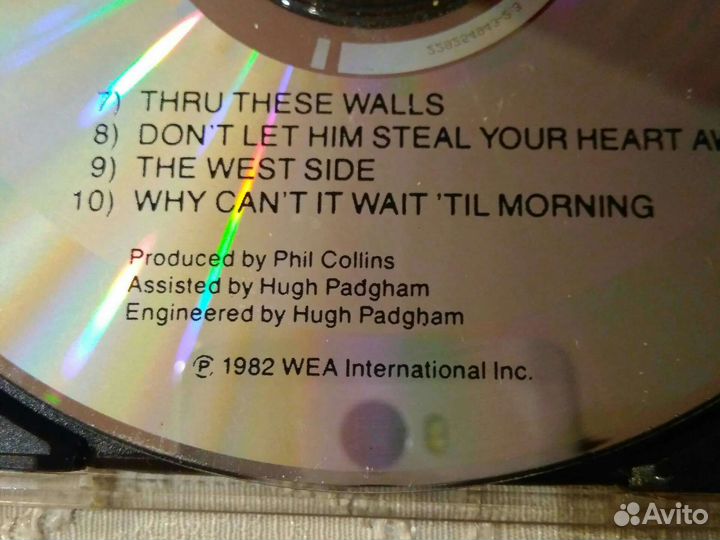 7) THRU THESE WALLS
8) DON'T LET HIM STEAL YOUR HEART
9) THE WEST SIDE
10) WHY CAN'T IT WAIT 'TIL MORNING
Produced by Phil Collins
Assisted by Hugh Padgham
Engineered by Hugh Padgham
℗ 1982 WEA International Inc.
Avito